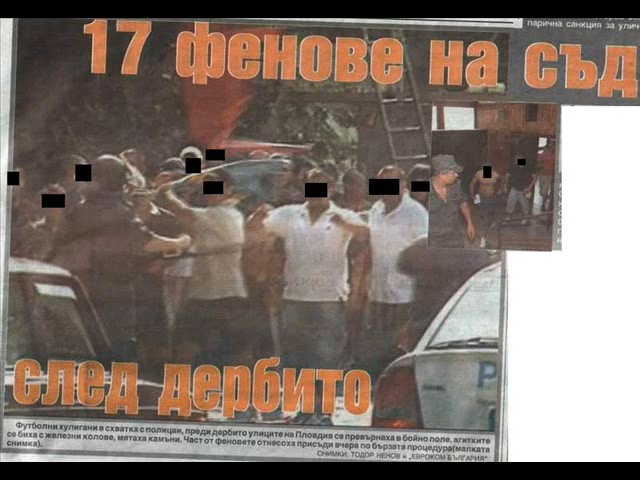 парична санкция за
17 фенове на съд
след дербито
Футболни хулигани в схватка с полицаи, преди дербито улиците на Пловдив се превърнаха в бойно поле, агитките
се биха с железни колове, мятаха камъни. Част от феновете отнесоха присъди вчера по бързата процедура(малката
снимка).
СНИМКИ: ТОДОР НЕНОВ и „ЕВРОКОМ БЪЛГАРИЯ"